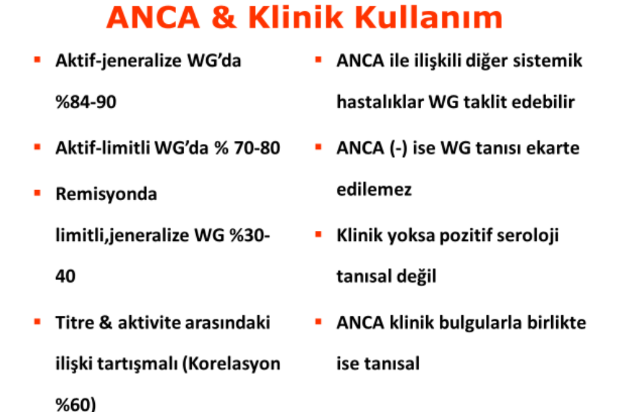 ANCA & Klinik Kullanım
▪ Aktif-jeneralize WG’da
%84-90
▪ Aktif-limitli WG’da % 70-80
▪ Remisyonda
limitli,jeneralize WG %30-
40
▪ Titre & aktivite arasındaki
ilişki tartışmalı (Korelasyon
%60)
▪ ANCA ile ilişkili diğer sistemik
hastalıklar WG taklit edebilir
▪ ANCA (-) ise WG tanısı ekarte
edilemez
▪ Klinik yoksa pozitif seroloji
tanısal değil
▪ ANCA klinik bulgularla birlikte
ise tanısal